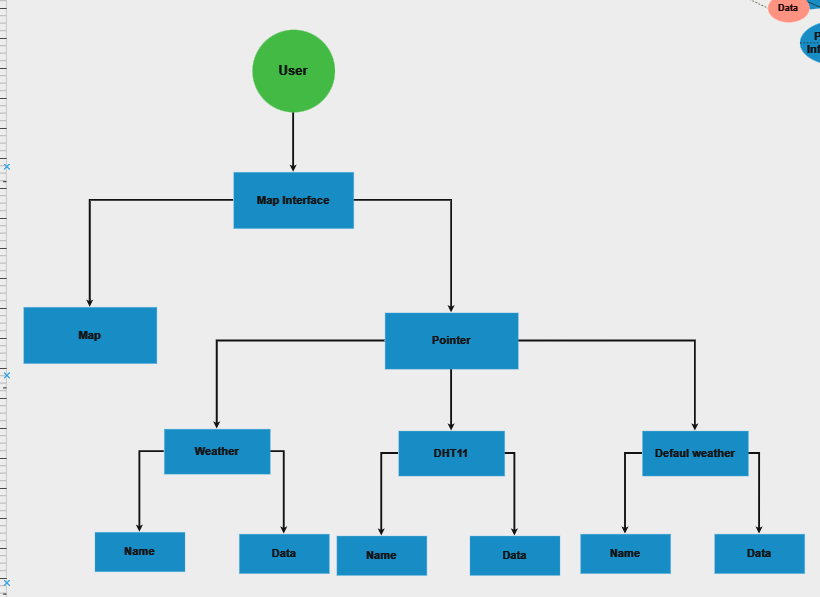 Data
User
Map Interface
Map
Pointer
Weather
DHT11
Defaul weather
Name
Data
Name
Data
Name
Data